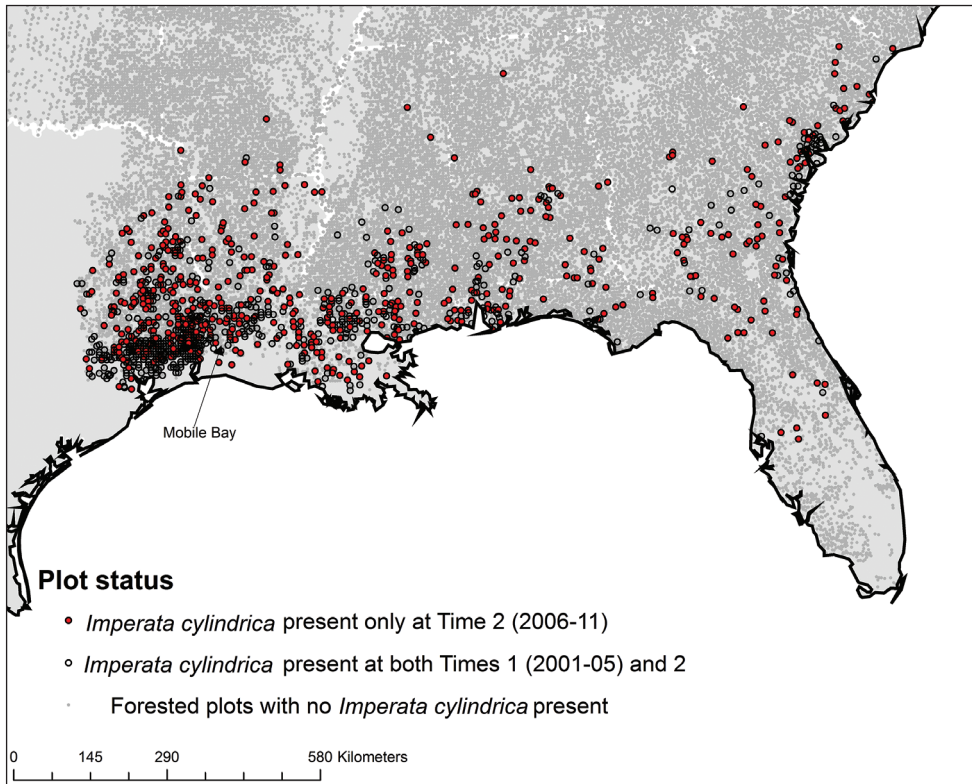 Mobile Bay
Plot status
Imperata cylindrica present only at Time 2 (2006-11)
Imperata cylindrica present at both Times 1 (2001-05) and 2
Forested plots with no Imperata cylindrica present
0 145 290 580 Kilometers